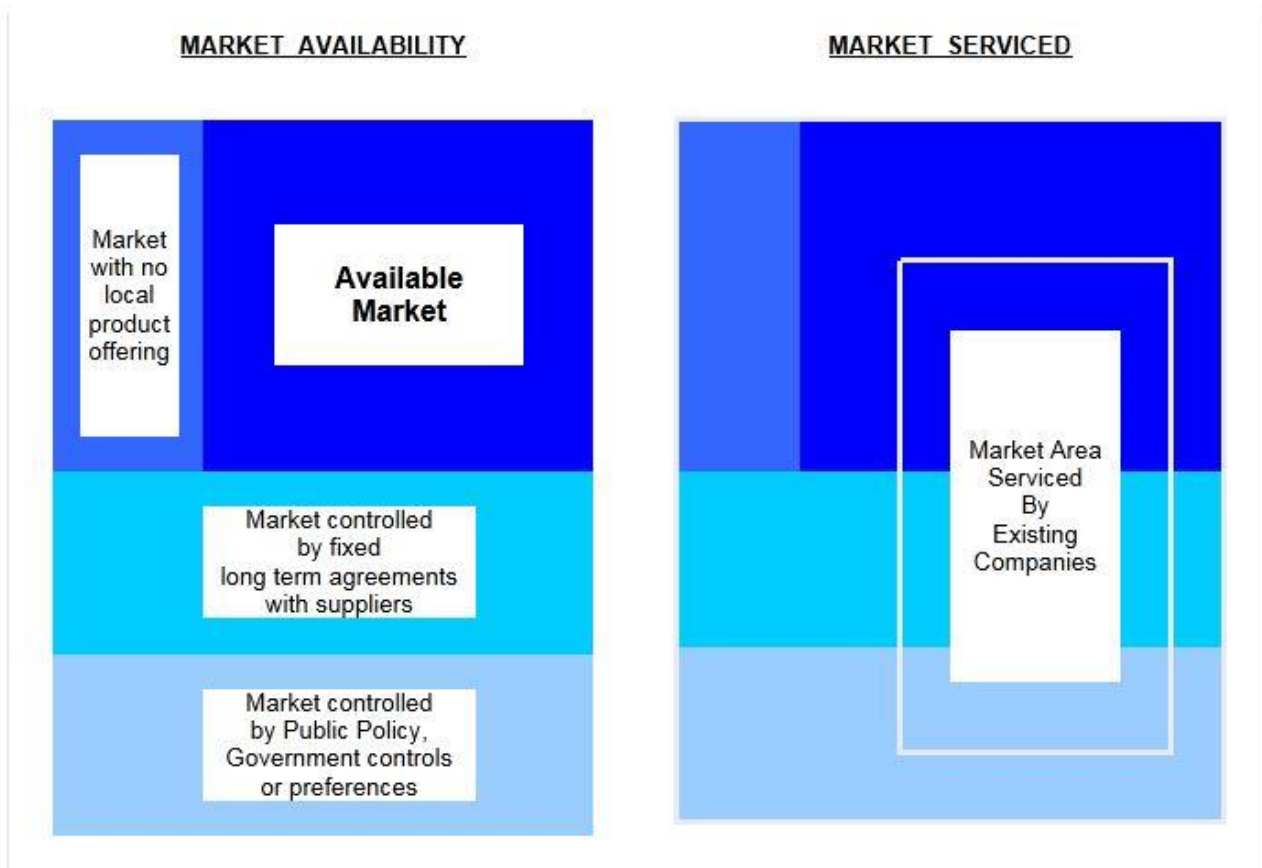 MARKET AVAILABILITY
MARKET SERVICED
Market
with no
local
product
offering
Available
Market
Market controlled
by fixed
long term agreements
with suppliers
Market controlled
by Public Policy,
Government controls
or preferences
Market Area
Serviced
By
Existing
Companies